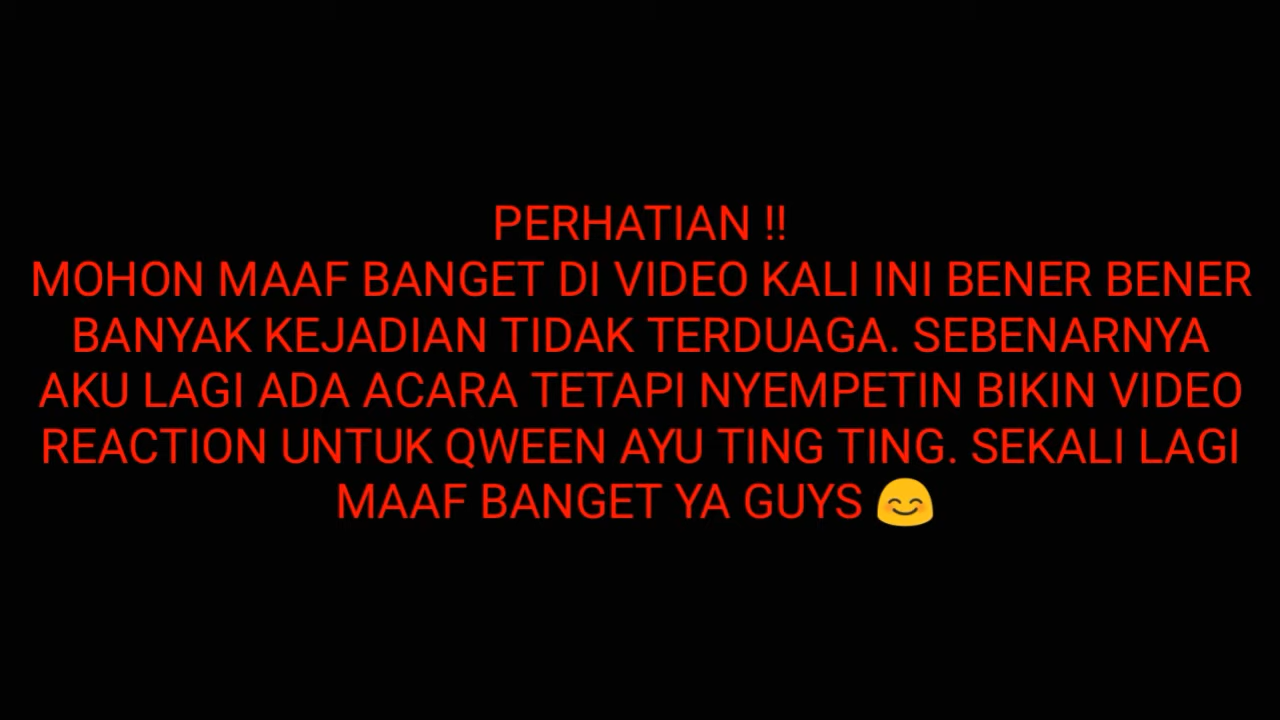 PERHATIAN !!
MOHON MAAF BANGET DI VIDEO KALI INI BENER BENER
BANYAK KEJADIAN TIDAK TERDUAGA. SEBENARNYA
AKU LAGI ADA ACARA TETAPI NYEMPETIN BIKIN VIDEO
REACTION UNTUK QWEEN AYU TING TING. SEKALI LAGI
MAAF BANGET YA GUYS 😊